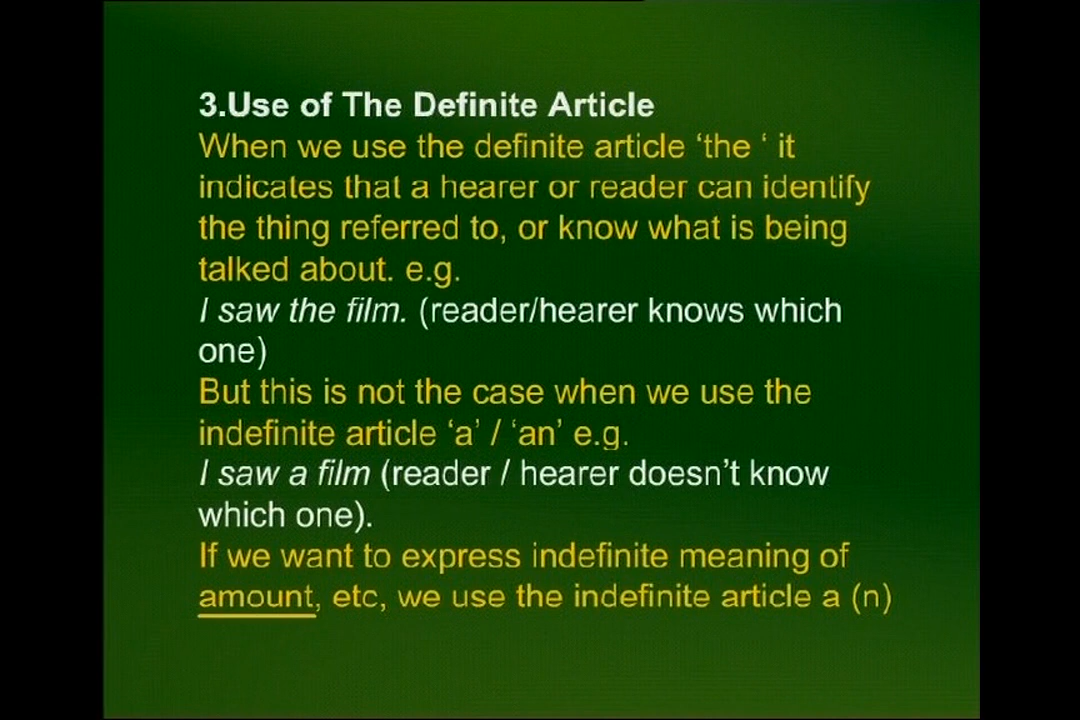 3.Use of The Definite Article
When we use the definite article ‘the ‘ it
indicates that a hearer or reader can identify
the thing referred to, or know what is being
talked about. e.g.
I saw the film. (reader/hearer knows which
one)
But this is not the case when we use the
indefinite article ‘a’ / ‘an’ e.g.
I saw a film (reader / hearer doesn’t know
which one).
If we want to express indefinite meaning of
amount, etc, we use the indefinite article a (n)